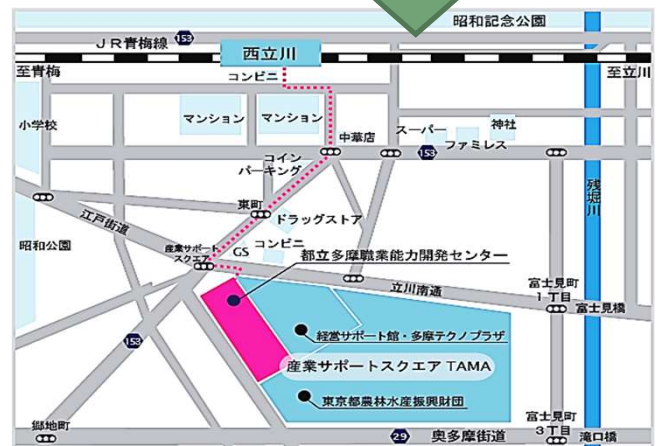 昭和記念公園
JR青梅線
153
西立川
至青梅
至立川
コンビニ
小学校
マンション
マンション
中華店
スーパー
神社
153
ファミレス
コイン
パーキング
残堀川
東町
ドラッグストア
江戸街道
昭和公園
産業サポート
スクエア
GS
コンビニ
都立多摩職業能力開発センター
立川南通
富士見町
1丁目
富士見橋
153
経営サポート館・多摩テクノプラザ
産業サポートスクエア TAMA
東京都農林水産振興財団
郷地町
29
奥多摩街道
富士見町
3丁目
滝口橋